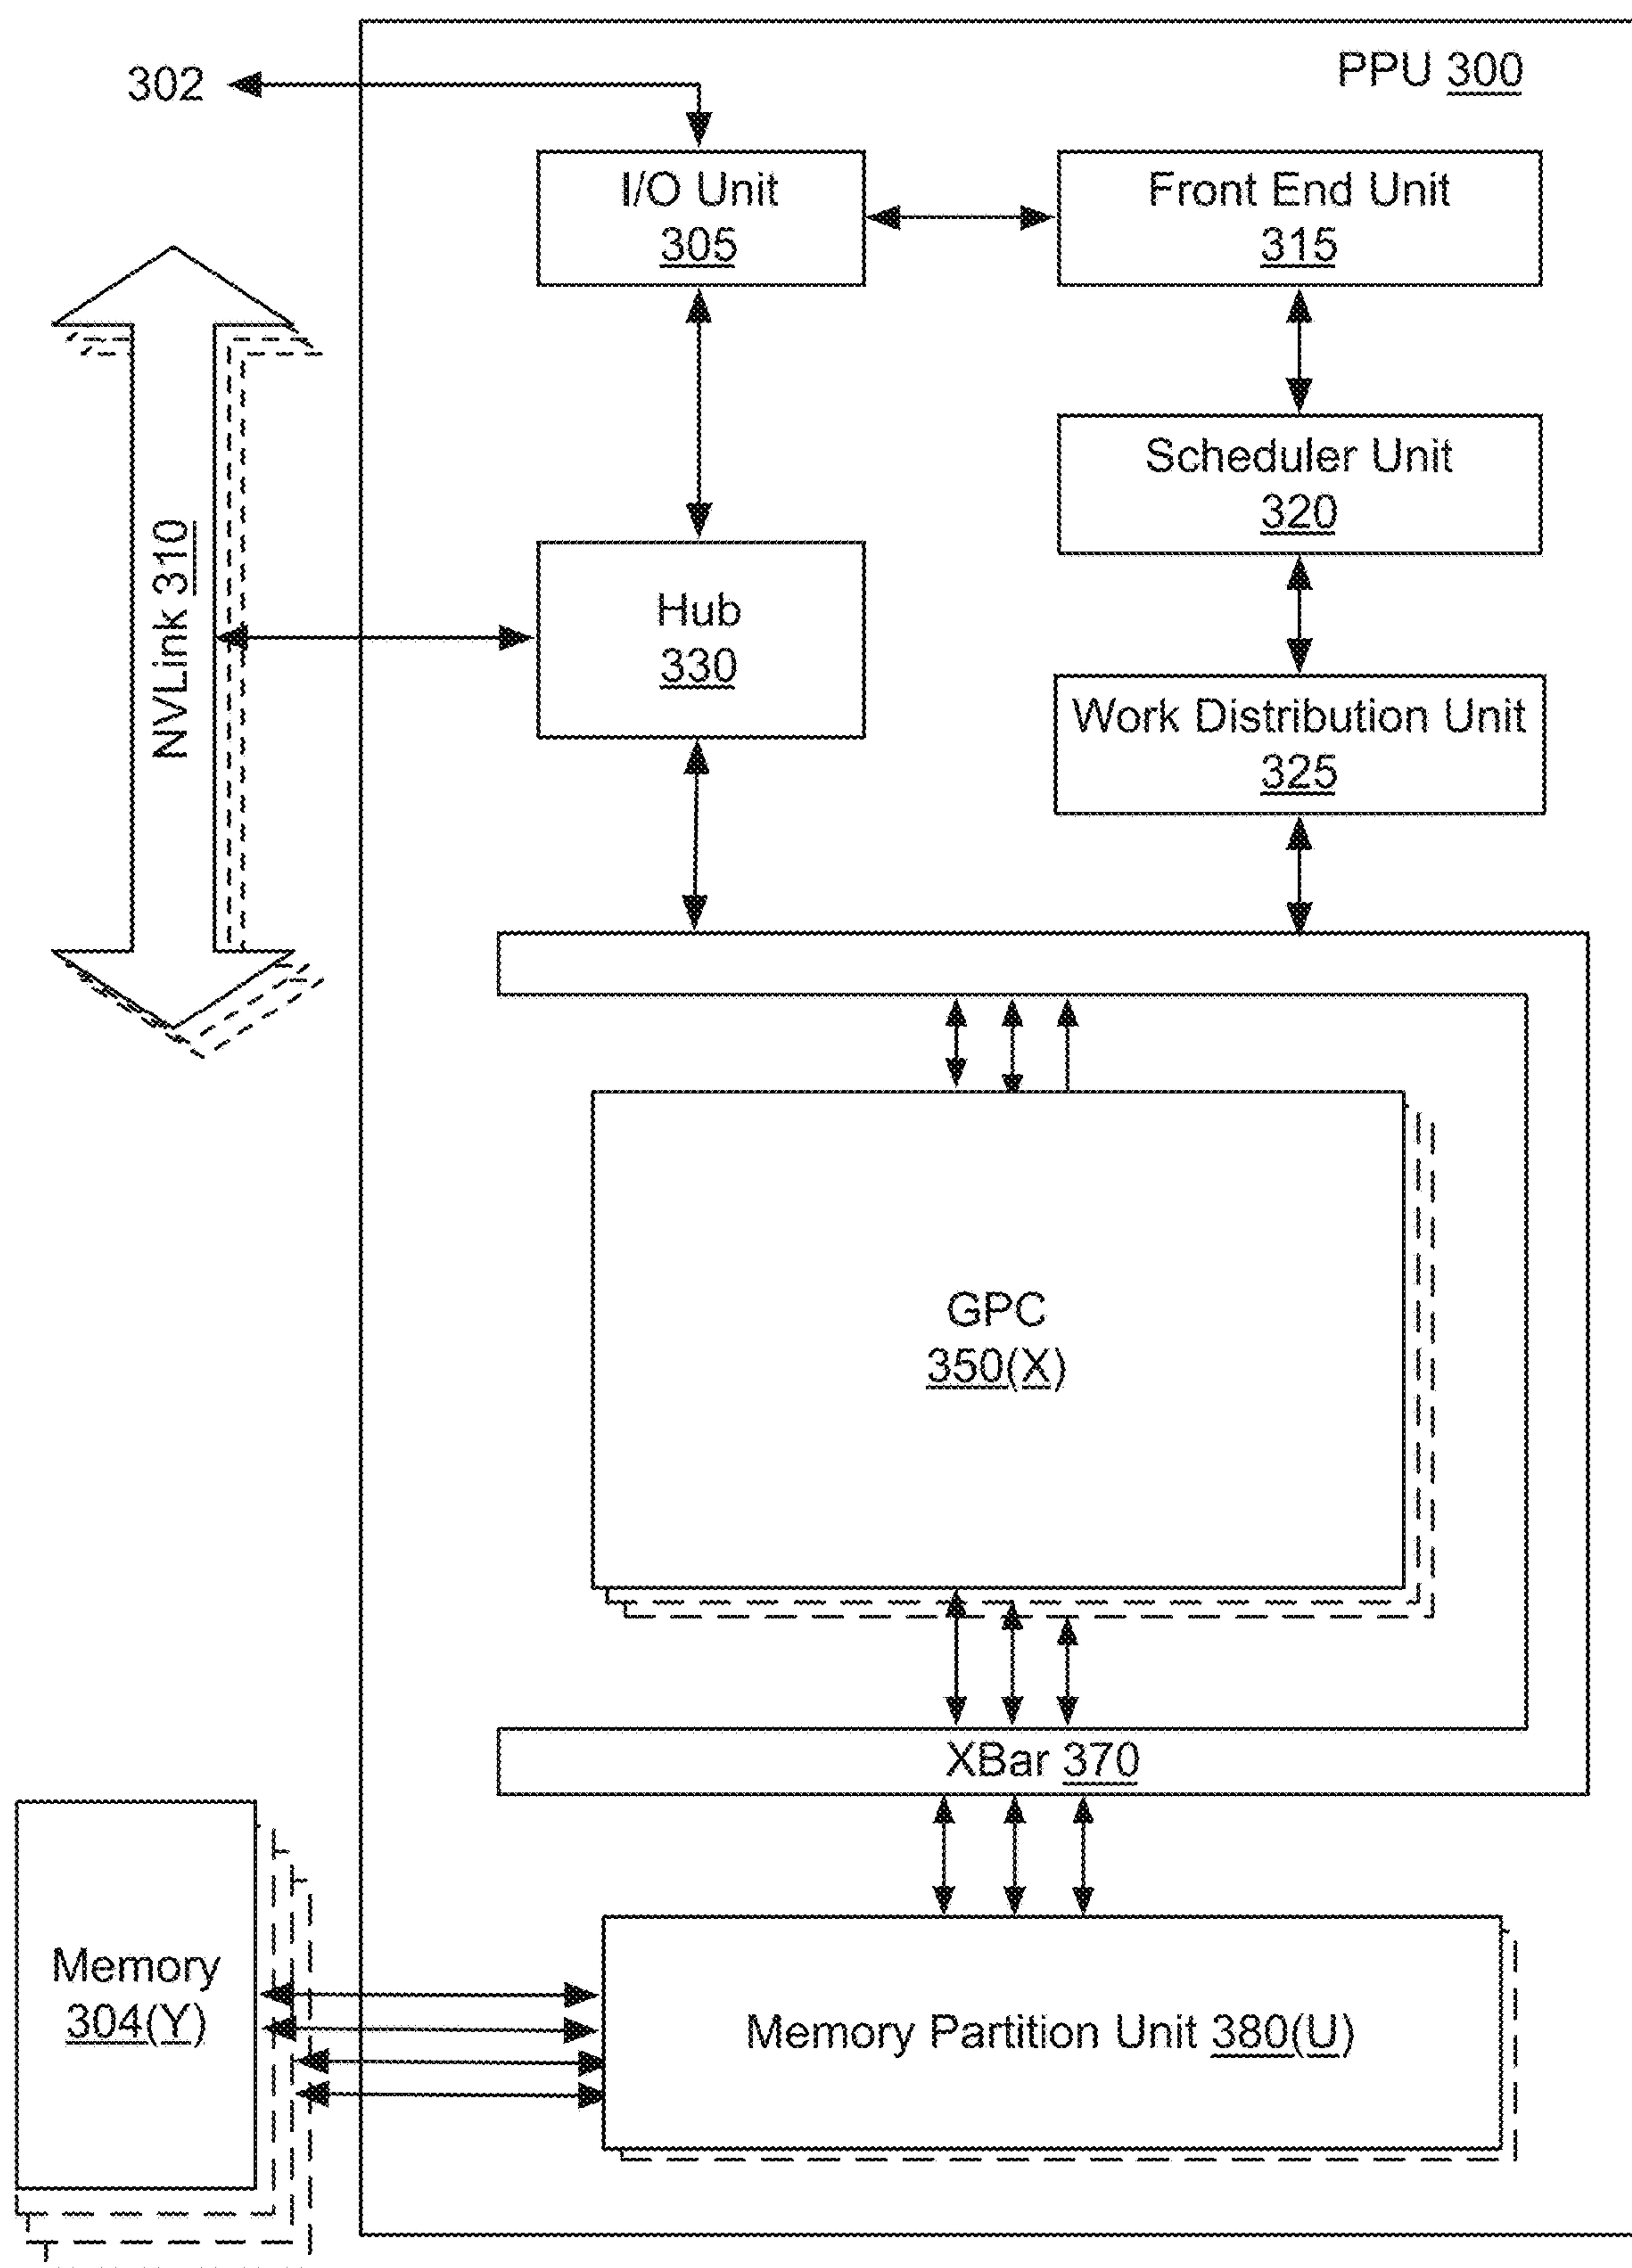 PPU 300
302
I/O Unit
305
Front End Unit
315
Scheduler Unit
320
NVLink 310
Hub
330
Work Distribution Unit
325
GPC
350(X)
XBar 370
Memory
304(Y)
Memory Partition Unit 380(U)